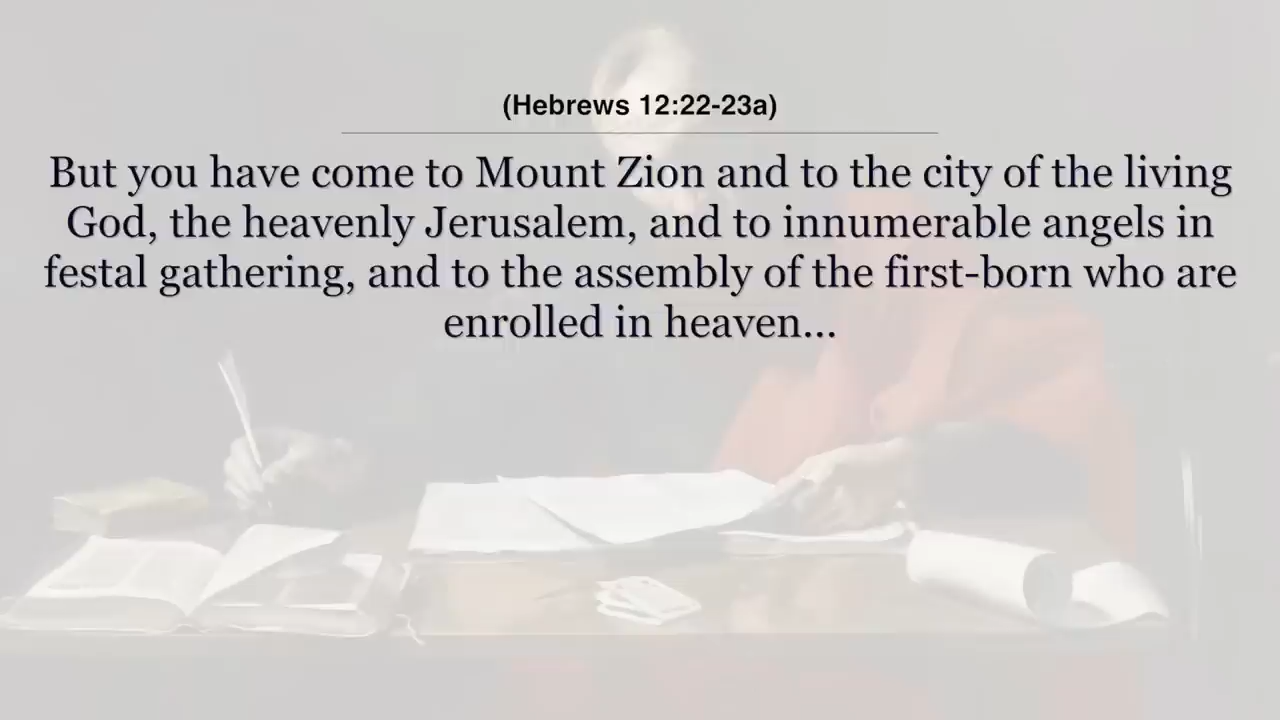 (Hebrews 12:22-23a)
But you have come to Mount Zion and to the city of the living
God, the heavenly Jerusalem, and to innumerable angels in
festal gathering, and to the assembly of the first-born who are
enrolled in heaven...